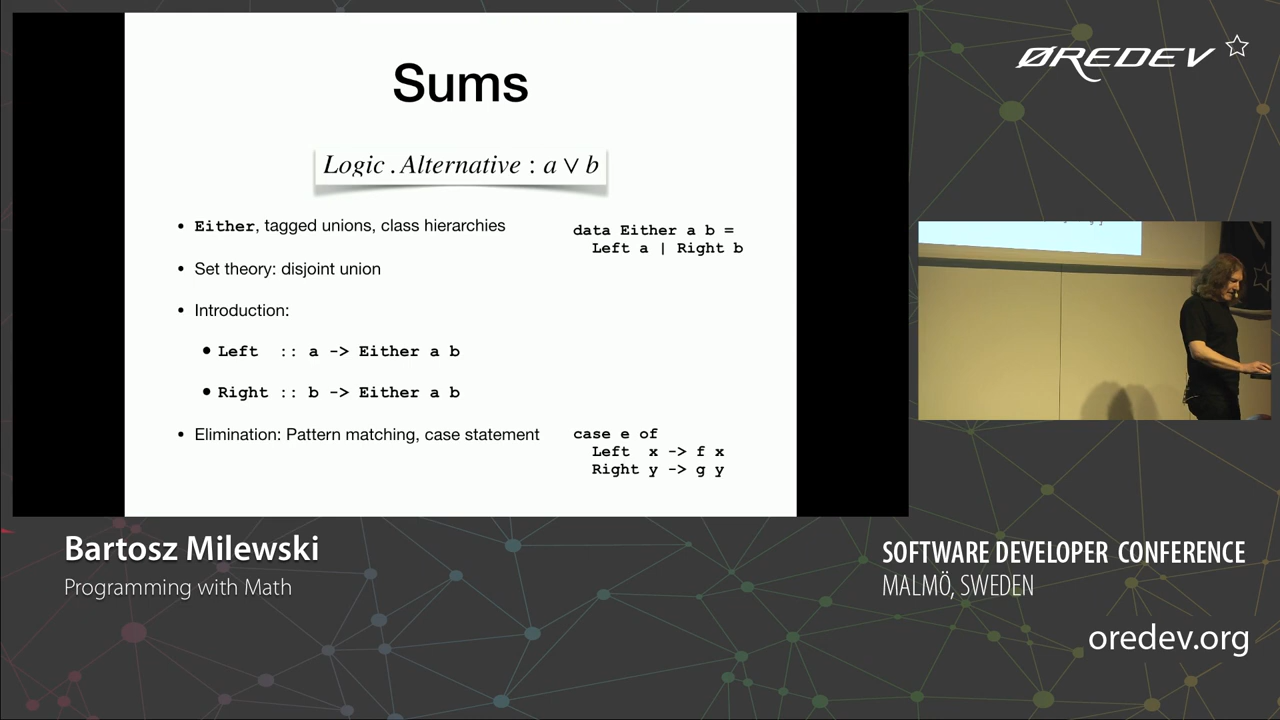 Sums
Logic . Alternative : a ∨ b
• Either, tagged unions, class hierarchies
data Either a b =
Left a | Right b
• Set theory: disjoint union
• Introduction:
• Left :: a -> Either a b
• Right :: b -> Either a b
• Elimination: Pattern matching, case statement
case e of
Left x -> f x
Right y -> g y
ØREDEV
Bartosz Milewski
Programming with Math
SOFTWARE DEVELOPER CONFERENCE
MALMÖ, SWEDEN
oredev.org